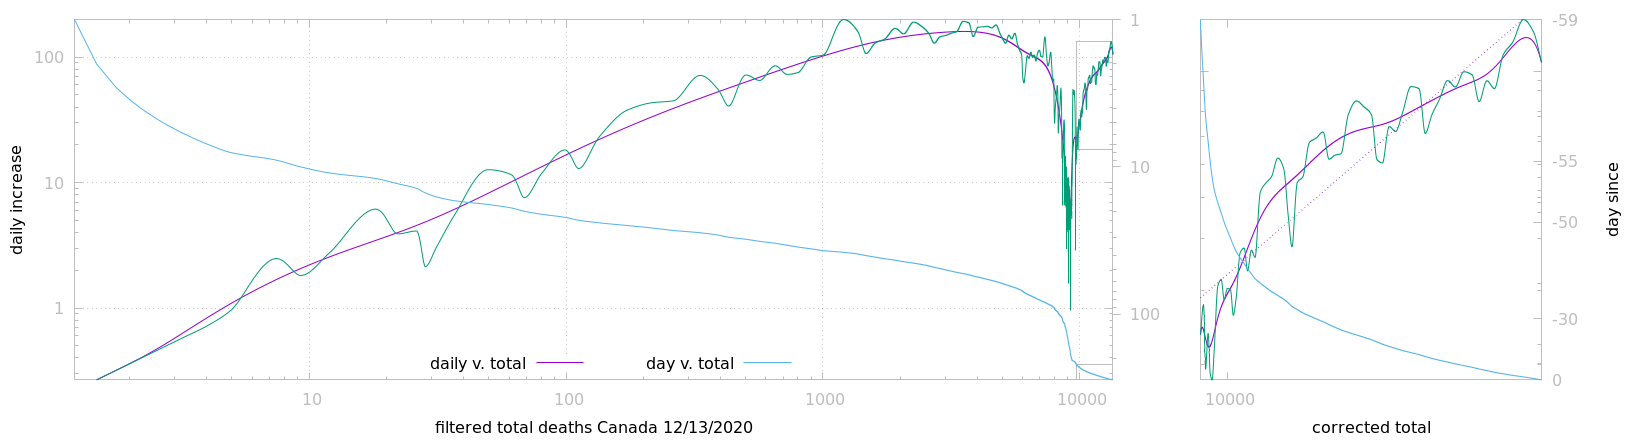 daily increase
100
10
1
1
10
100
daily v. total
day v. total
10
100
1000
10000
filtered total deaths Canada 12/13/2020
-59
-55
-50
-30
0
day since
10000
corrected total